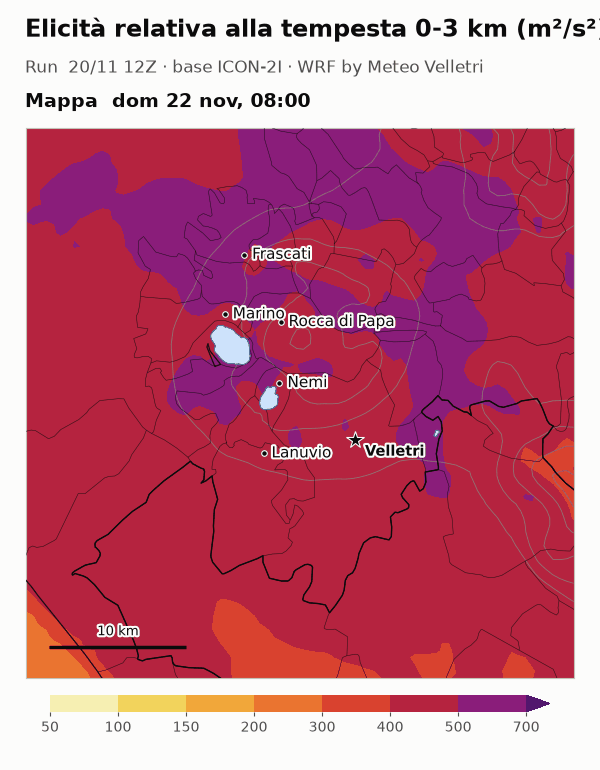 Elicità relativa alla tempesta 0-3 km (m²/s²)
Run  20/11 12Z · base ICON-2I · WRF by Meteo Velletri
Mappa  dom 22 nov, 08:00
Frascati
Marino
Rocca di Papa
Nemi
Velletri
Lanuvio
10 km
50 100 150 200 300 400 500 700